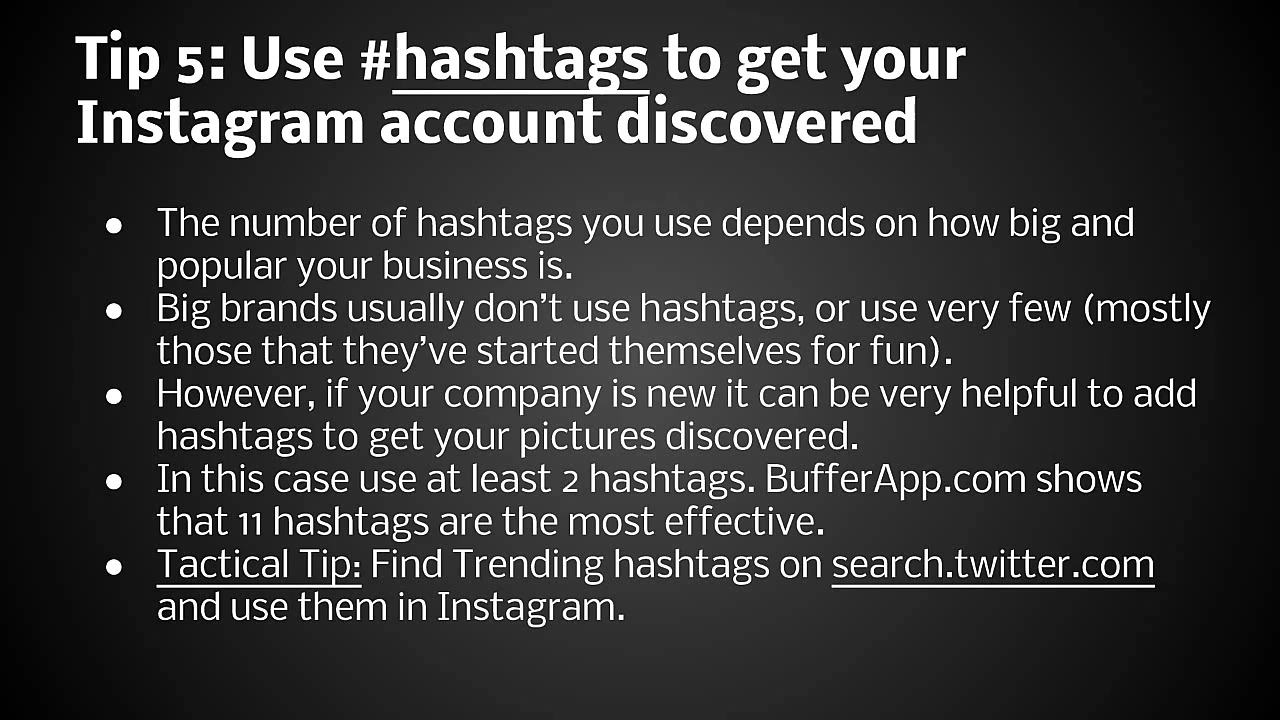 Tip 5: Use #hashtags to get your
Instagram account discovered
● The number of hashtags you use depends on how big and
popular your business is.
● Big brands usually don’t use hashtags, or use very few (mostly
those that they’ve started themselves for fun).
● However, if your company is new it can be very helpful to add
hashtags to get your pictures discovered.
● In this case use at least 2 hashtags. BufferApp.com shows
that 11 hashtags are the most effective.
● Tactical Tip: Find Trending hashtags on search.twitter.com
and use them in Instagram.